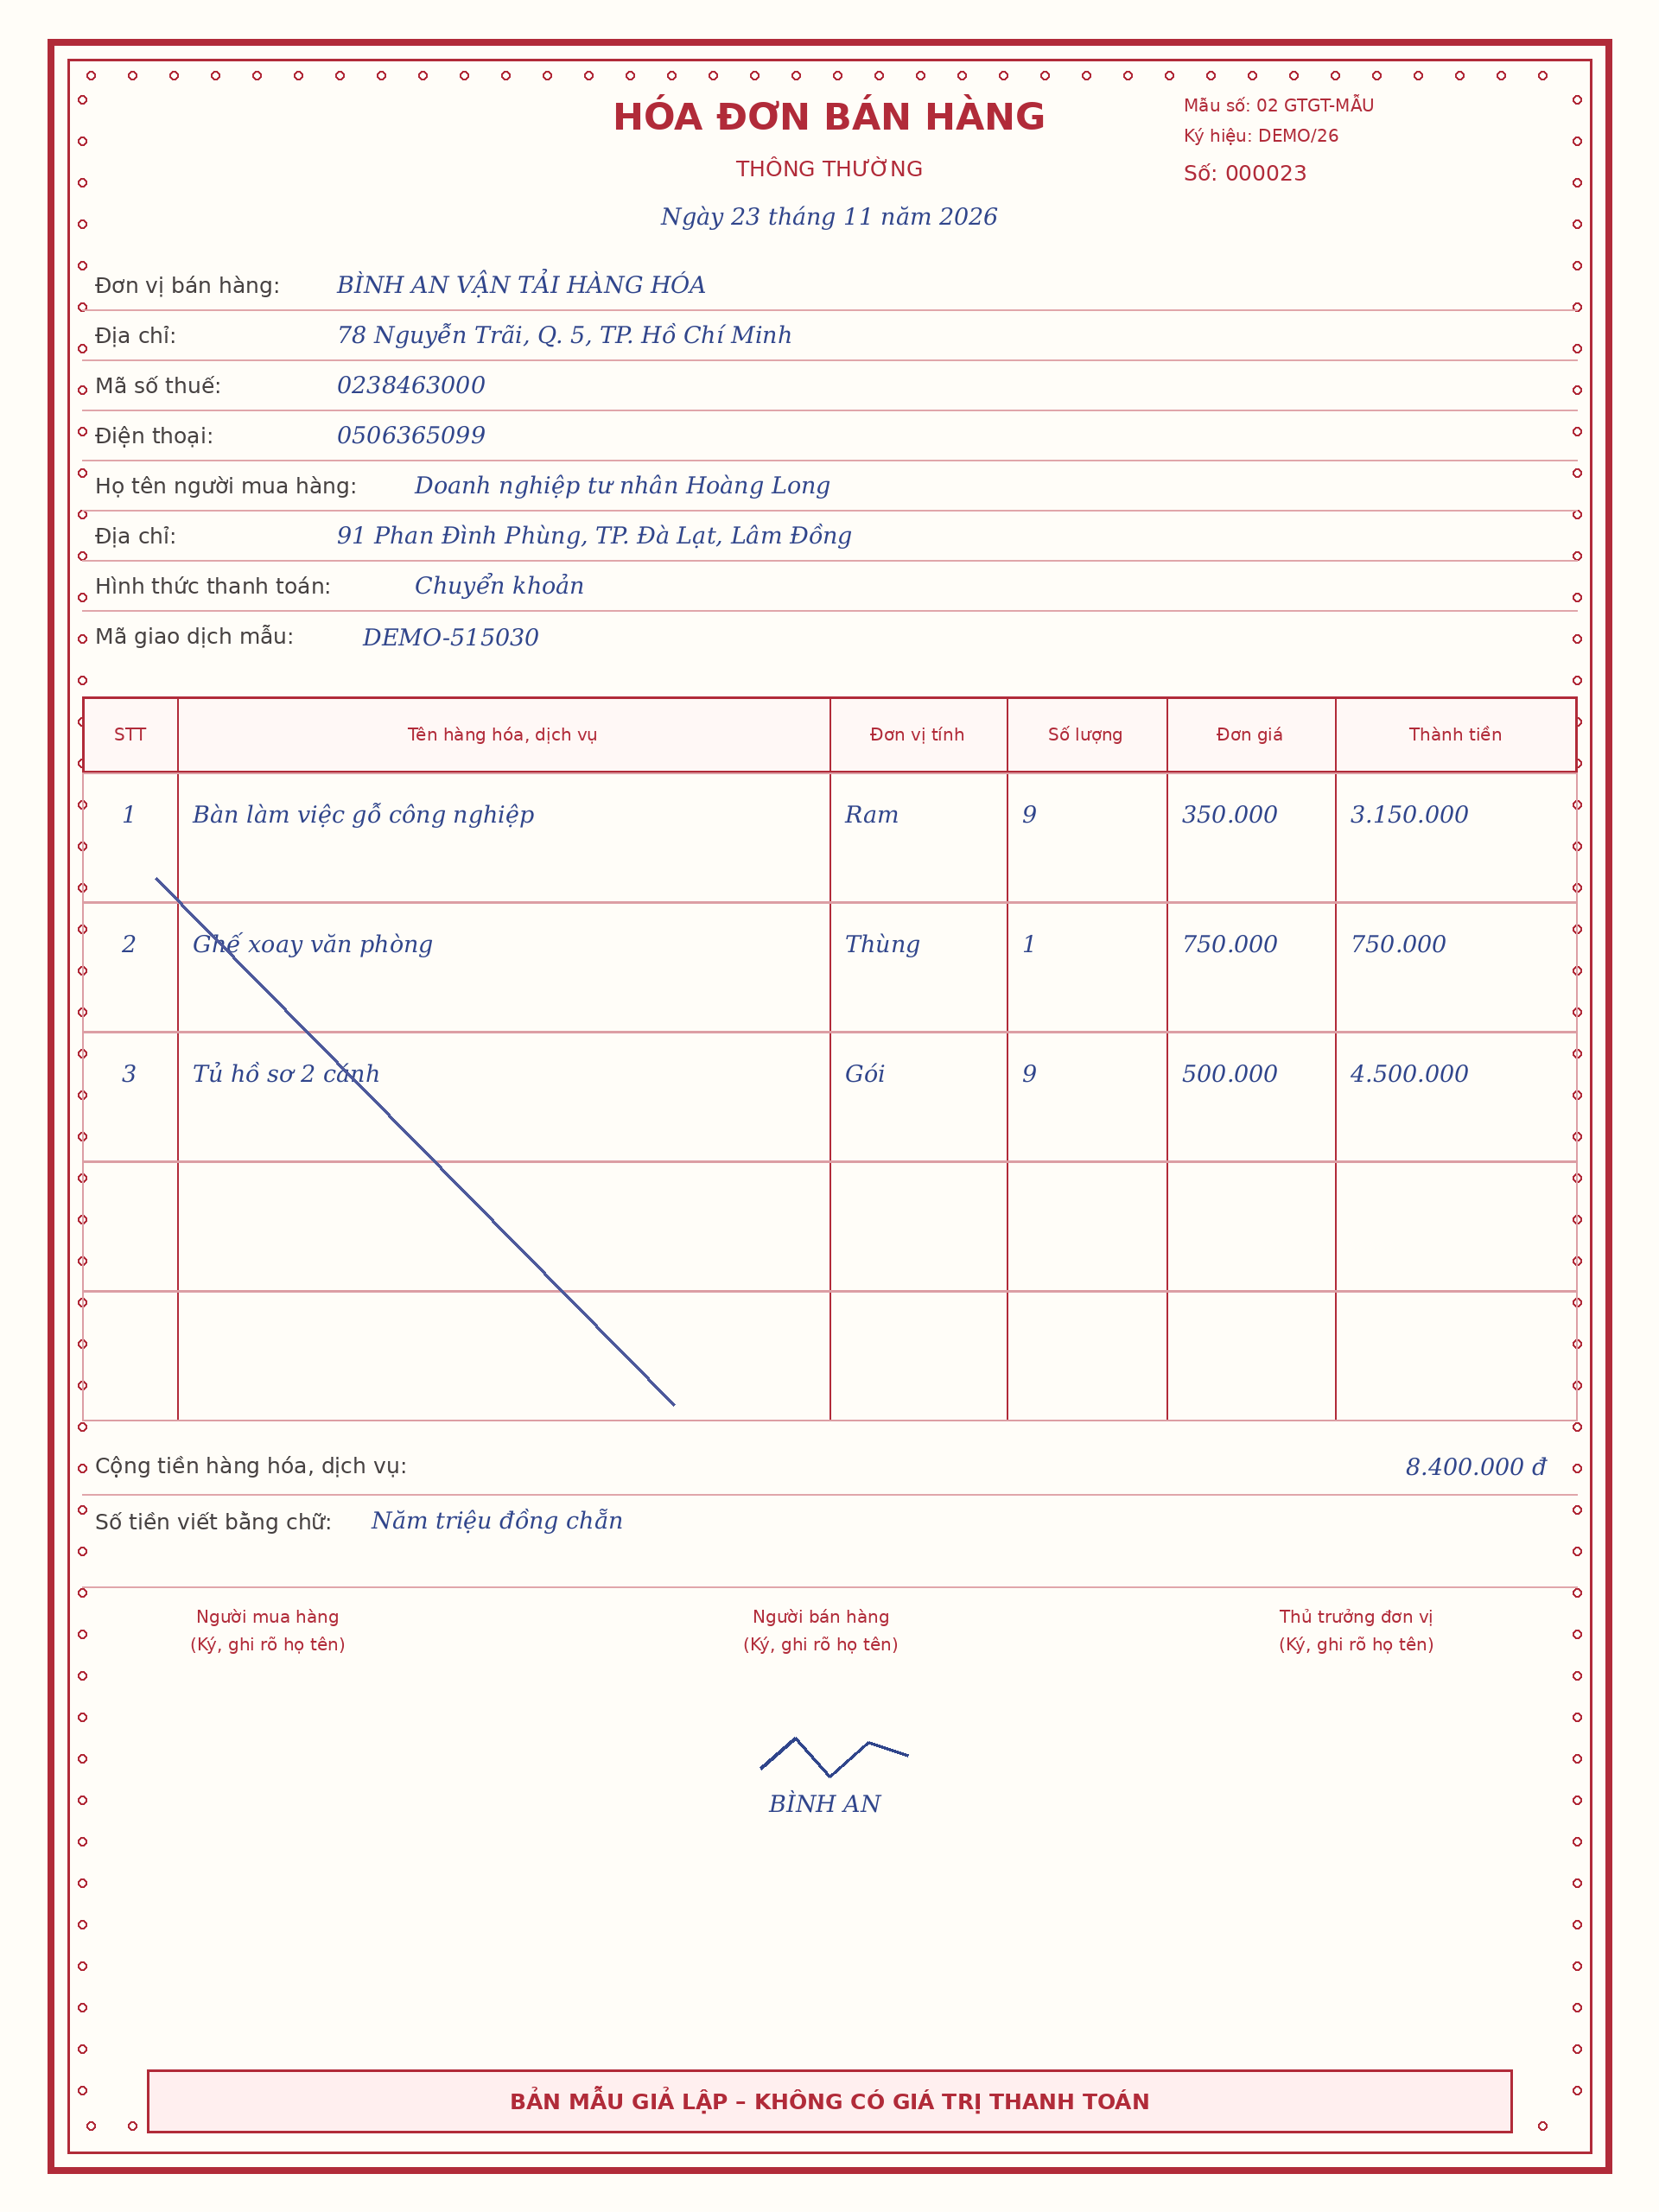 HÓA ĐƠN BÁN HÀNG
THÔNG THƯỜNG
Ngày 23 tháng 11 năm 2026
Mẫu số: 02 GTGT-MẪU
Ký hiệu: DEMO/26
Số: 000023
Đơn vị bán hàng: BÌNH AN VẬN TẢI HÀNG HÓA
Địa chỉ: 78 Nguyễn Trãi, Q. 5, TP. Hồ Chí Minh
Mã số thuế: 0238463000
Điện thoại: 0506365099
Họ tên người mua hàng: Doanh nghiệp tư nhân Hoàng Long
Địa chỉ: 91 Phan Đình Phùng, TP. Đà Lạt, Lâm Đồng
Hình thức thanh toán: Chuyển khoản
Mã giao dịch mẫu: DEMO-515030
STT Tên hàng hóa, dịch vụ Đơn vị tính Số lượng Đơn giá Thành tiền
1 Bàn làm việc gỗ công nghiệp Ram 9 350.000 3.150.000
2 Ghế xoay văn phòng Thùng 1 750.000 750.000
3 Tủ hồ sơ 2 cánh Gói 9 500.000 4.500.000
Cộng tiền hàng hóa, dịch vụ: 8.400.000 đ
Số tiền viết bằng chữ: Năm triệu đồng chẵn
Người mua hàng Người bán hàng Thủ trưởng đơn vị
(Ký, ghi rõ họ tên) (Ký, ghi rõ họ tên) (Ký, ghi rõ họ tên)
BÌNH AN
BẢN MẪU GIẢ LẬP – KHÔNG CÓ GIÁ TRỊ THANH TOÁN